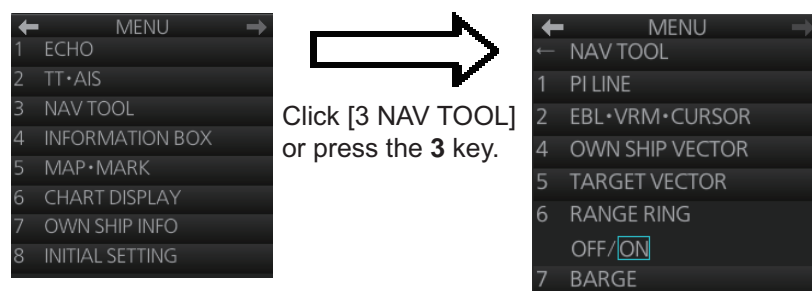 ← MENU →
1 ECHO
2 TT•AIS
3 NAV TOOL
4 INFORMATION BOX
5 MAP•MARK
6 CHART DISPLAY
7 OWN SHIP INFO
8 INITIAL SETTING
Click [3 NAV TOOL]
or press the 3 key.
← MENU →
← NAV TOOL
1 PI LINE
2 EBL•VRM•CURSOR
4 OWN SHIP VECTOR
5 TARGET VECTOR
6 RANGE RING
OFF/ON
7 BARGE